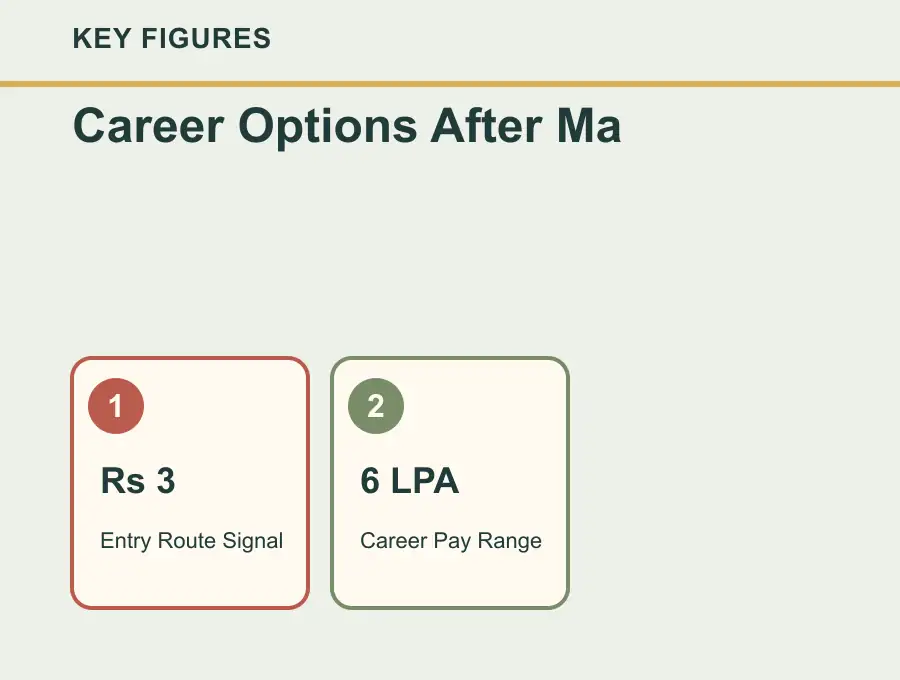 KEY FIGURES
Career Options After Ma
1
Rs 3
Entry Route Signal
2
6 LPA
Career Pay Range